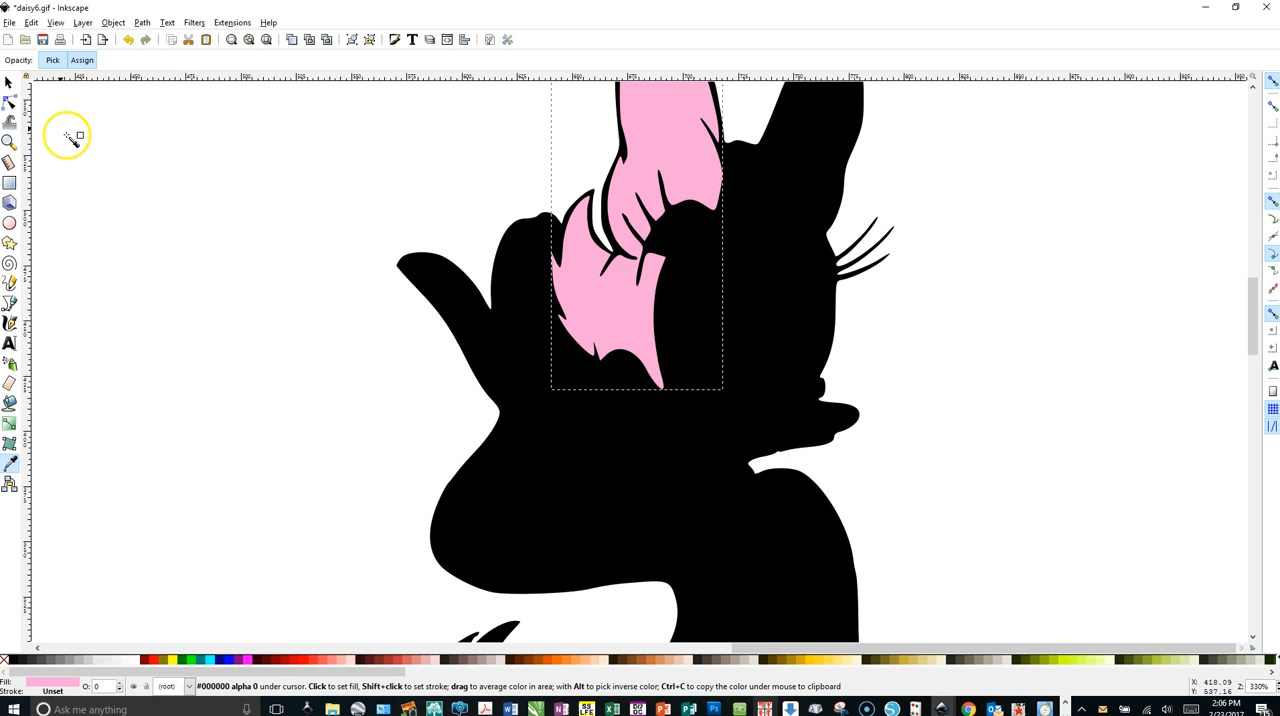 *daisy6.gif - Inkscape
File Edit View Layer Object Path Text Filters Extensions Help
Opacity: Pick Assign
Fill:
Stroke: Unset
O: 0
(root)
#000000 alpha 0 under cursor. Click to set fill, Shift+click to set stroke; drag to average color in area; with Alt to pick inverse color; Ctrl+C to copy the color under mouse to clipboard
X: 418.09
Y: 537.16
Z: 330%
Ask me anything
2:06 PM
2/23/2017